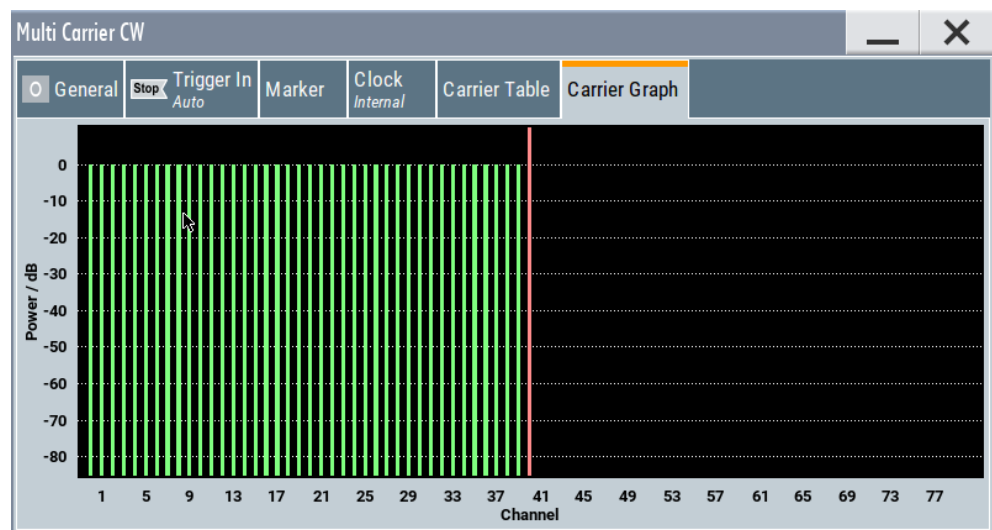 Multi Carrier CW
O General Stop Trigger In Auto Marker Clock Internal Carrier Table Carrier Graph
0
-10
-20
-30
-40
-50
-60
-70
-80
Power / dB
1 5 9 13 17 21 25 29 33 37 41 45 49 53 57 61 65 69 73 77
Channel